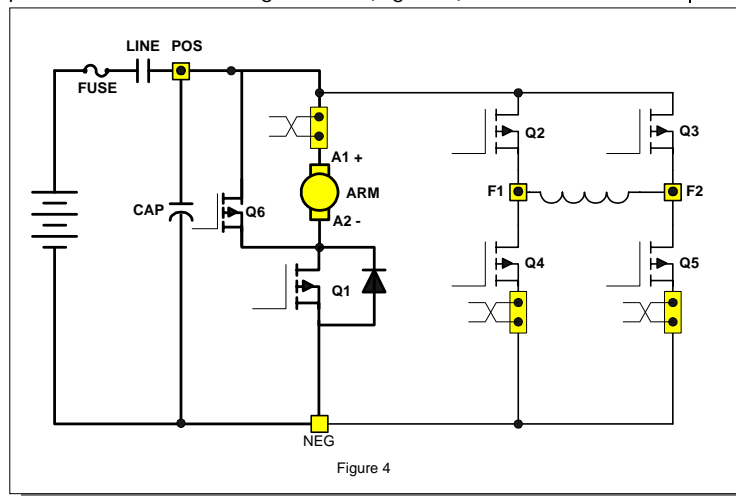 LINE POS
FUSE
Q2
Q3
A1 +
ARM
F1
F2
CAP
Q6
A2 -
Q4
Q5
Q1
NEG
Figure 4